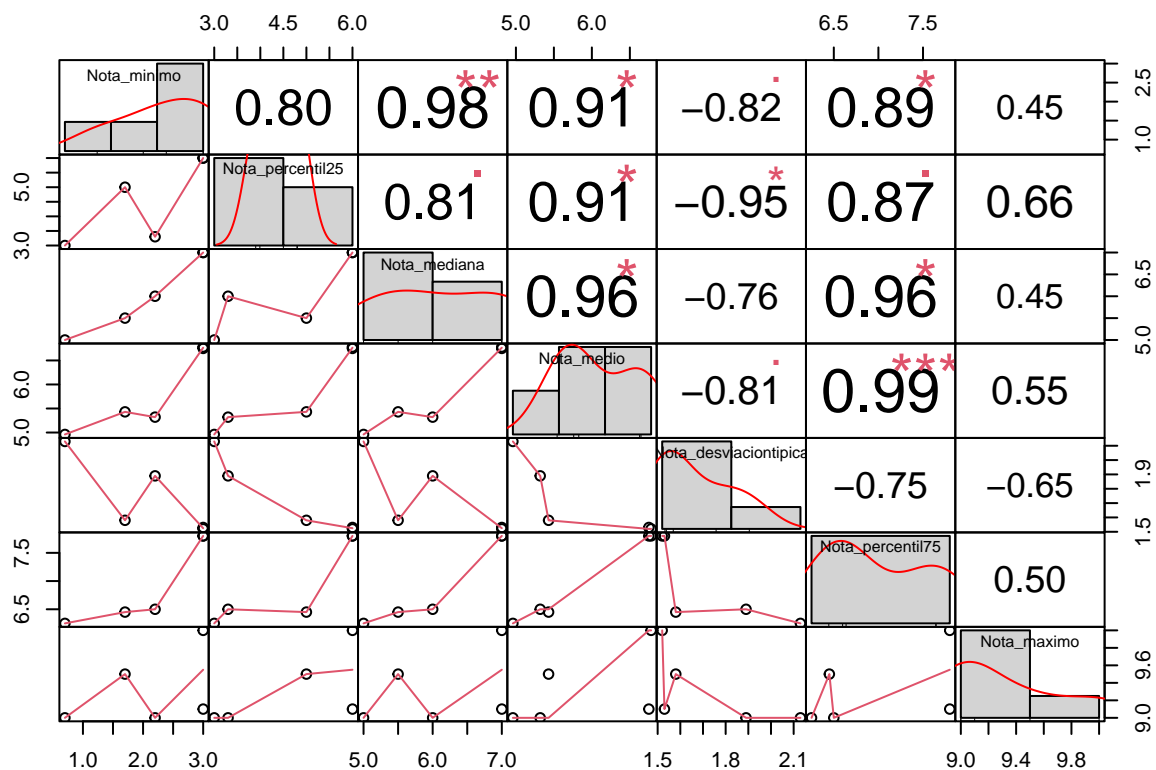 3.0 4.5 6.0 5.0 6.0 6.5 7.5
Nota_minimo 0.80 0.98 ** 0.91 * −0.82 . 0.89 * 0.45 1.0 2.5
3.0 5.0 Nota_percentil25 0.81 . 0.91 * −0.95 * 0.87 . 0.66
Nota_mediana 0.96 * −0.76 0.96 * 0.45 5.0 6.5
5.0 6.0 Nota_medio −0.81 . 0.99 *** 0.55
Nota_desviaciontipica −0.75 −0.65 1.5 1.9
6.5 7.5 Nota_percentil75 0.50
Nota_maximo 9.0 9.6
1.0 2.0 3.0 5.0 6.0 7.0 1.5 1.8 2.1 9.0 9.4 9.8